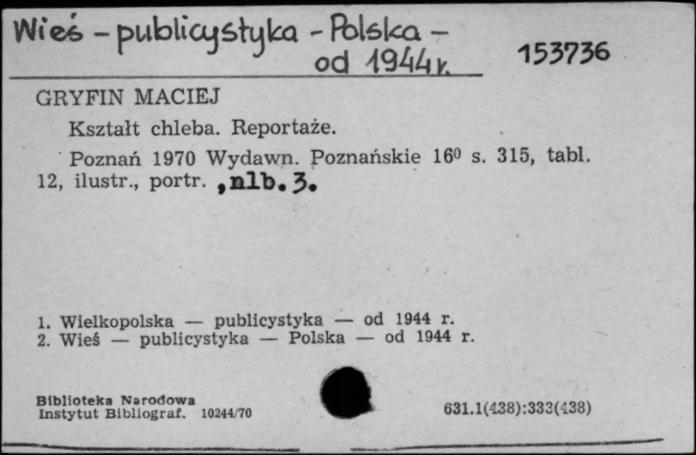 Wieś - publicystyka - Polska -
od 1944 r.
153736
GRYFIN MACIEJ
Kształt chleba. Reportaże.
Poznań 1970 Wydawn. Poznańskie 16⁰ s. 315, tabl.
12, ilustr., portr. , nlb. 3.
1. Wielkopolska — publicystyka — od 1944 r.
2. Wieś — publicystyka — Polska — od 1944 r.
Biblioteka Narodowa
Instytut Bibliograf. 10244/70
631.1(438):333(438)